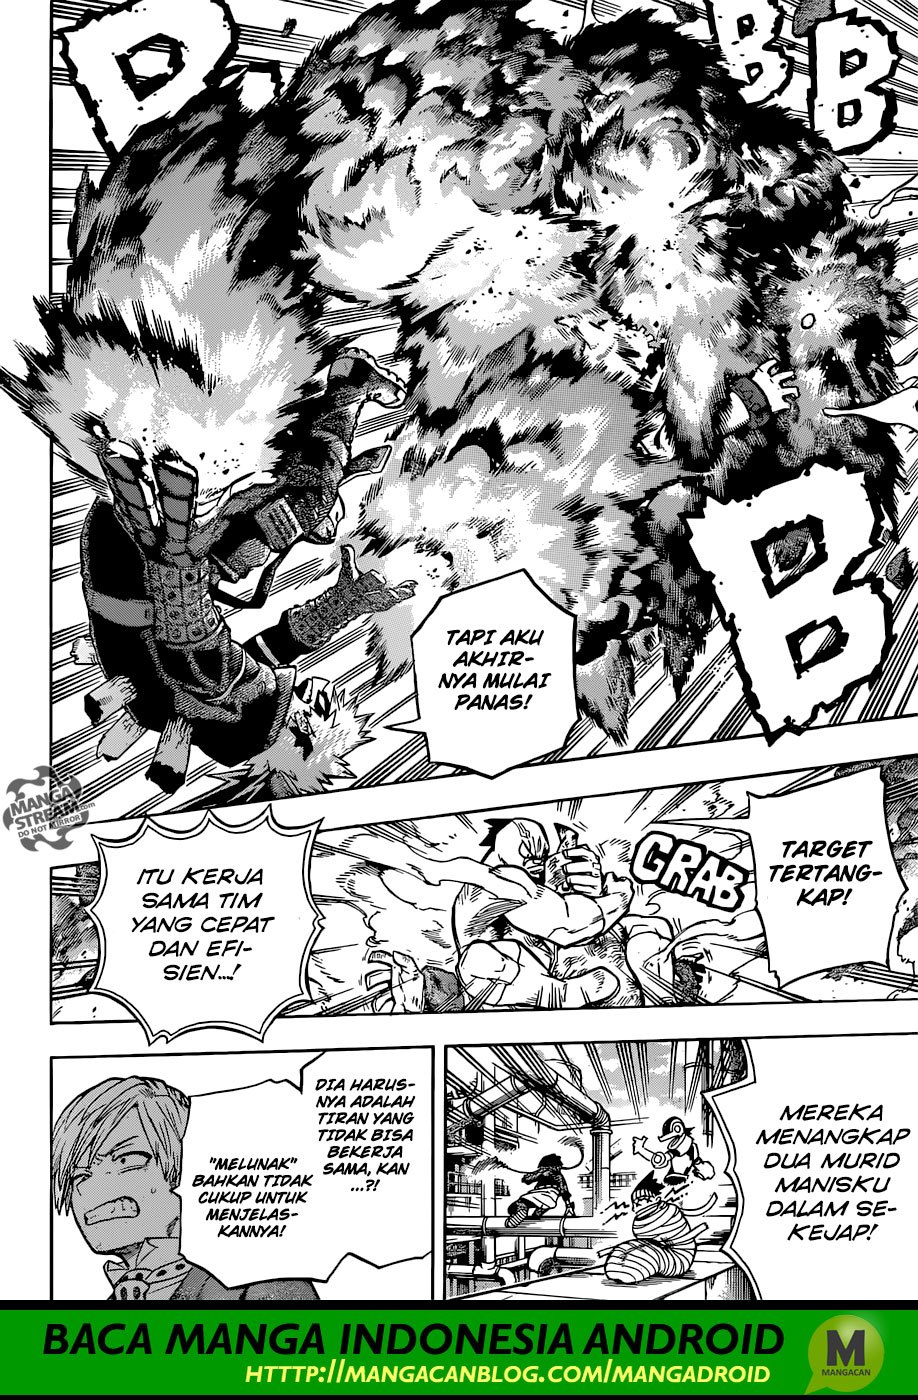 B
B
B
B
TAPI AKU
AKHIR-
NYA MULAI
PANAS!
MANGA
STREAM.com
DO NOT MIRROR!
TARGET
TERTANG-
KAP!
GRAB
ITU KERJA
SAMA TIM
YANG CEPAT
DAN EFI-
SIEN...!
MEREKA
MENANGKAP
DUA MURID
MANISKU
DALAM SE-
KEJAP!
DIA HARUS-
NYA ADALAH
TIRAN YANG
TIDAK BISA
BEKERJA
SAMA, KAN
...?!
"MELUNAK"
BAHKAN TIDAK
CUKUP UNTUK
MENJELAS-
KANNYA!
BACA MANGA INDONESIA ANDROID
HTTTP://MANGACANBLOG.COM/MANGADROID
M
MANGACAN